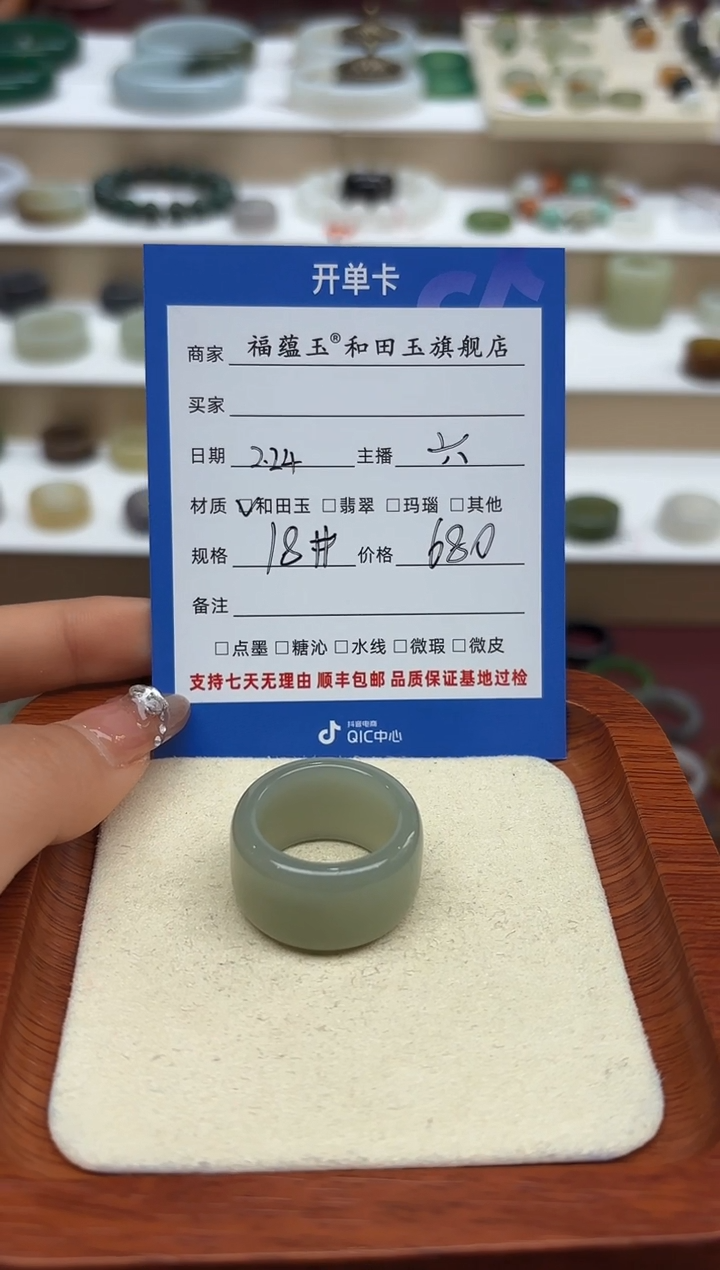 开单卡
商家 福蕴玉®和田玉旗舰店
买家
日期 2.24 主播 六
材质 ☑和田玉 □翡翠 □玛瑙 □其他
规格 18# 价格 680
备注
□点墨 □糖沁 □水线 □微瑕 □微皮
支持七天无理由 顺丰包邮 品质保证基地过检
抖音电商
QIC中心